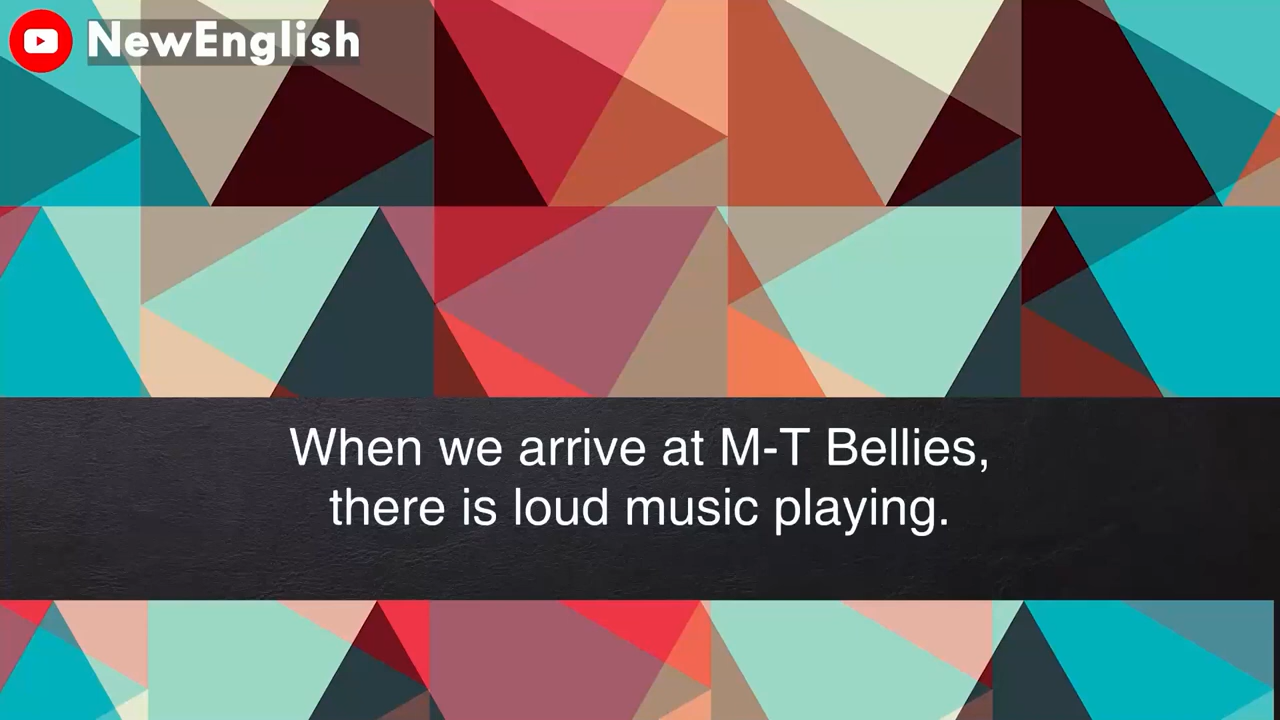 NewEnglish
When we arrive at M-T Bellies,
there is loud music playing.